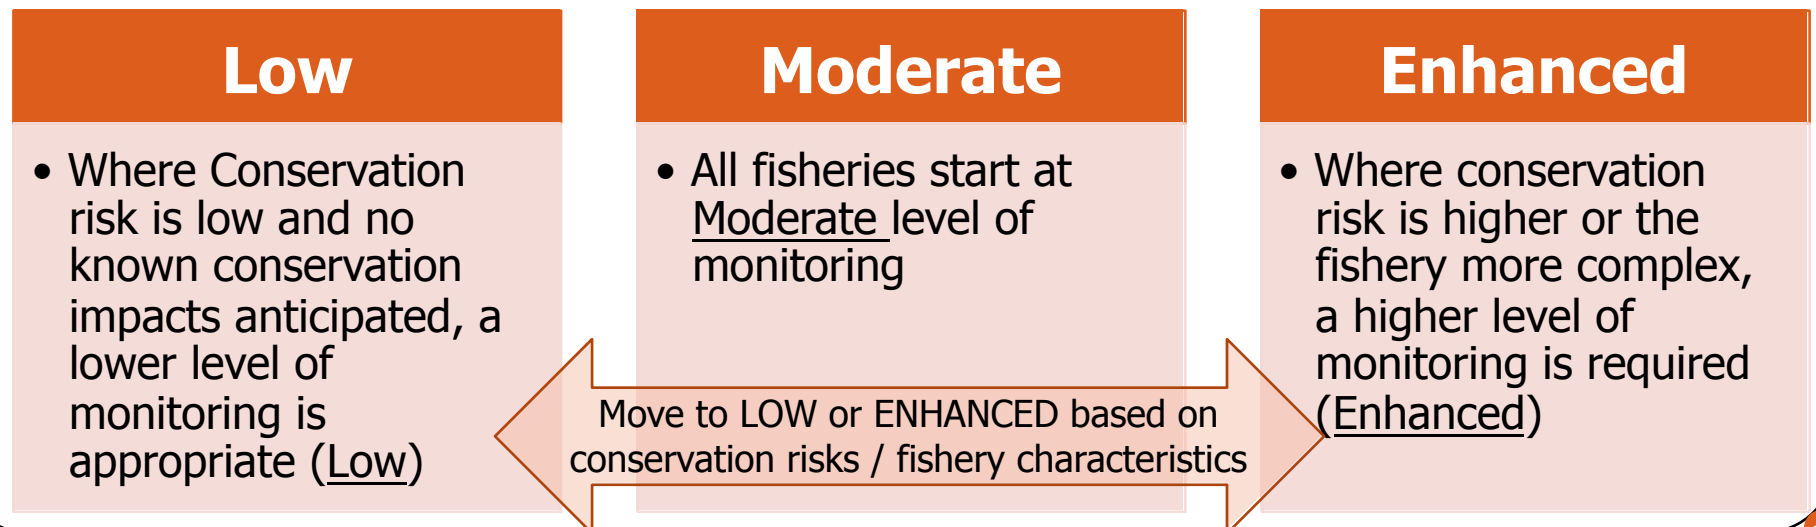 Low
• Where Conservation
risk is low and no
known conservation
impacts anticipated, a
lower level of
monitoring is
appropriate (Low)
Moderate
• All fisheries start at
Moderate level of
monitoring
Enhanced
• Where conservation
risk is higher or the
fishery more complex,
a higher level of
monitoring is required
(Enhanced)
Move to LOW or ENHANCED based on
conservation risks / fishery characteristics